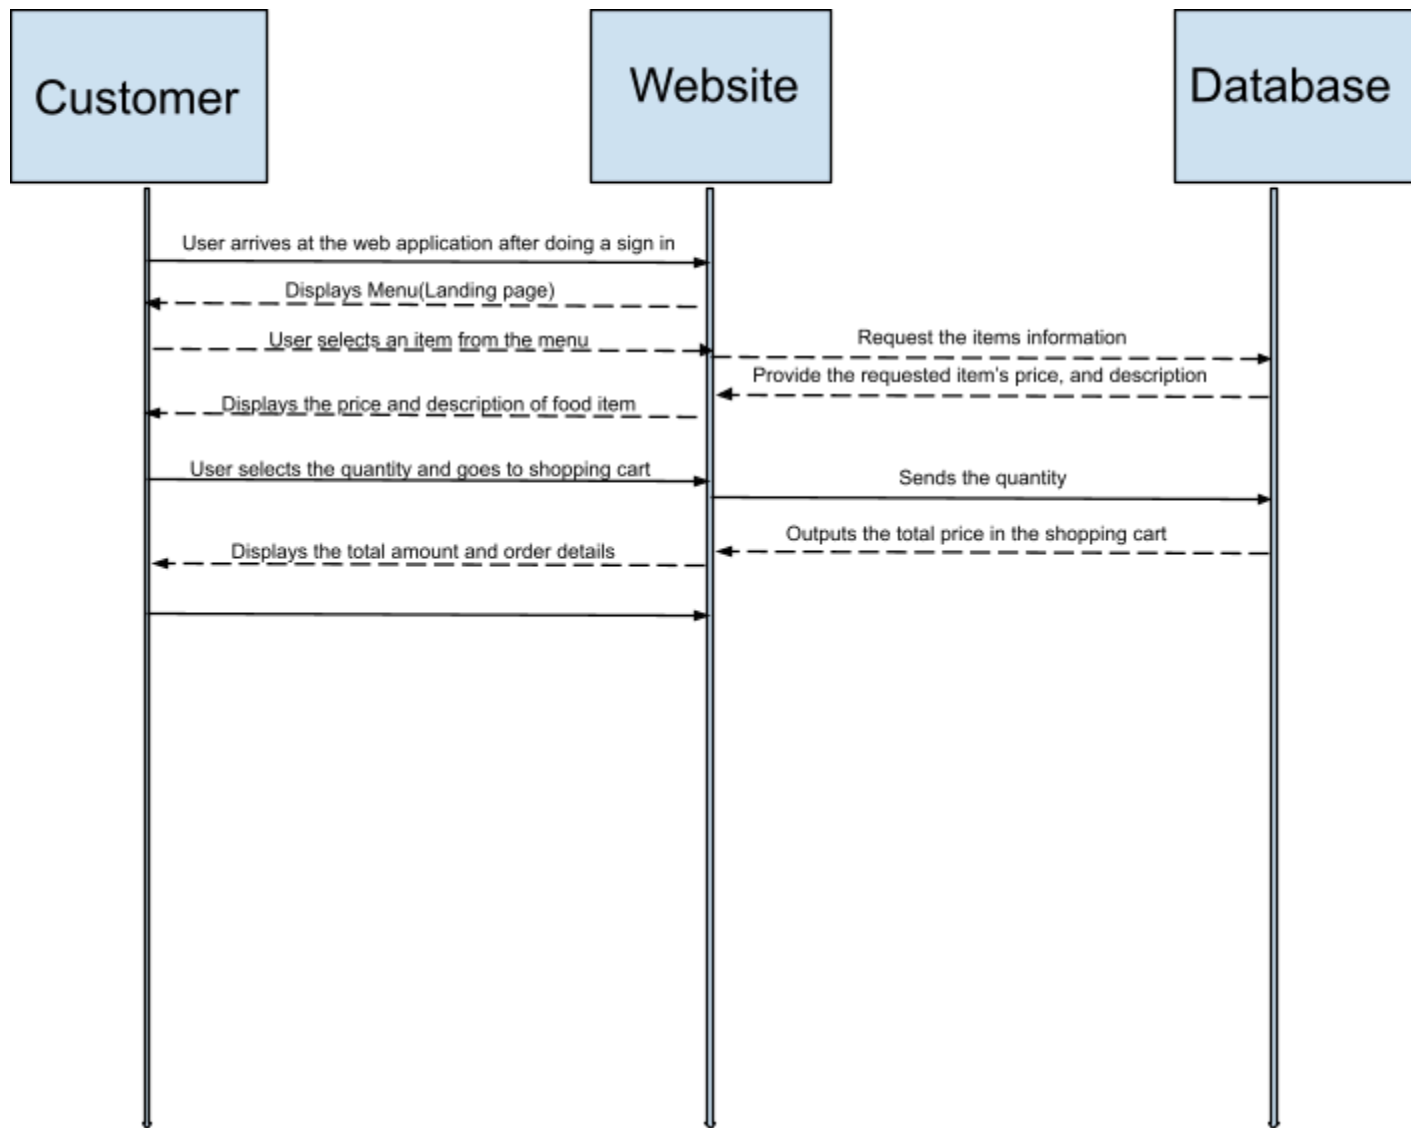 Customer
Website
Database
User arrives at the web application after doing a sign in
Displays Menu(Landing page)
User selects an item from the menu
Request the items information
Provide the requested item's price, and description
Displays the price and description of food item
User selects the quantity and goes to shopping cart
Sends the quantity
Outputs the total price in the shopping cart
Displays the total amount and order details